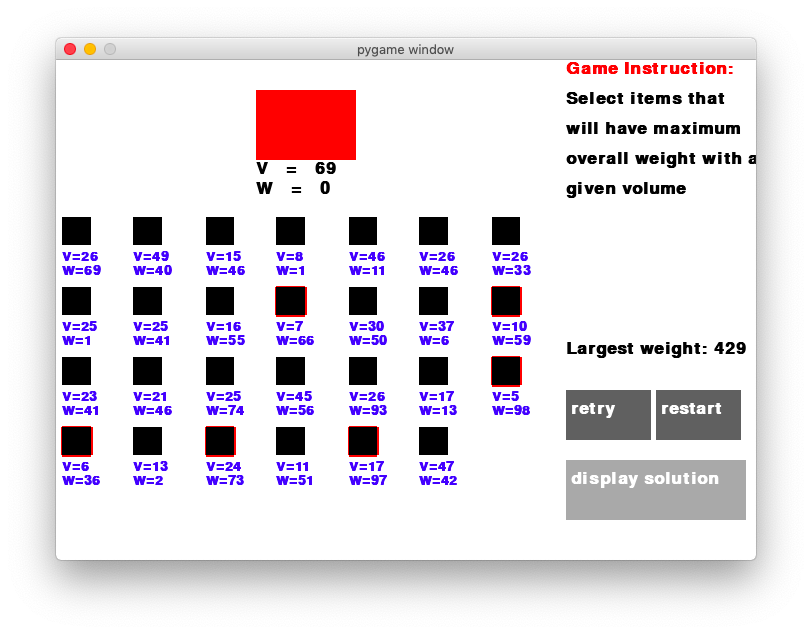 pygame window
Game Instruction:
Select items that
will have maximum
overall weight with a
given volume
V = 69
W = 0
V=26 V=49 V=15 V=8 V=46 V=26 V=26
W=69 W=40 W=46 W=1 W=11 W=46 W=33
V=25 V=25 V=16 V=7 V=30 V=37 V=10
W=1 W=41 W=55 W=66 W=50 W=6 W=59
Largest weight: 429
V=23 V=21 V=25 V=45 V=26 V=17 V=5
W=41 W=46 W=74 W=56 W=93 W=13 W=98
retry restart
V=6 V=13 V=24 V=11 V=17 V=47
W=36 W=2 W=73 W=51 W=97 W=42
display solution